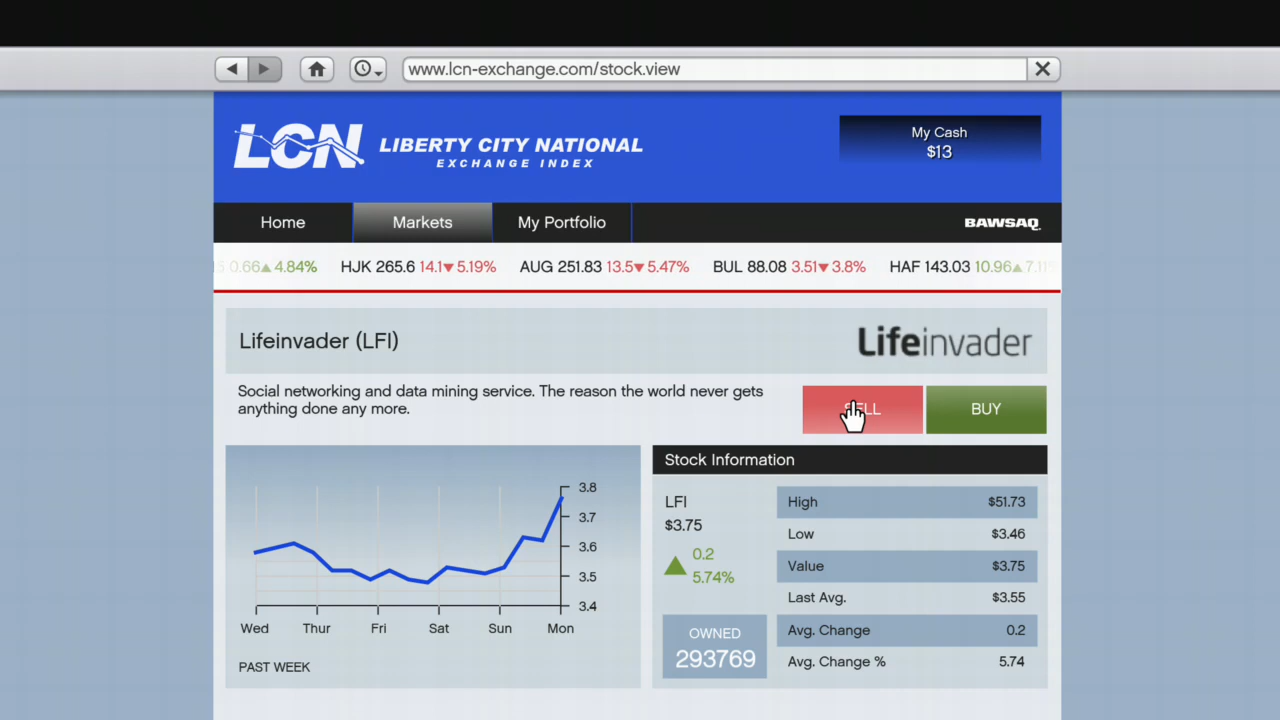 www.lcn-exchange.com/stock.view
LCN LIBERTY CITY NATIONAL
EXCHANGE INDEX
My Cash
$13
Home Markets My Portfolio BAWSAQ
0.66▲4.84% HJK 265.6 14.1▼5.19% AUG 251.83 13.5▼5.47% BUL 88.08 3.51▼3.8% HAF 143.03 10.96▲
Lifeinvader (LFI) Lifeinvader
Social networking and data mining service. The reason the world never gets
anything done any more.
SELL BUY
Stock Information
3.8
3.7
3.6
3.5
3.4
Wed Thur Fri Sat Sun Mon
PAST WEEK
LFI
$3.75
0.2
5.74%
OWNED
293769
High $51.73
Low $3.46
Value $3.75
Last Avg. $3.55
Avg. Change 0.2
Avg. Change % 5.74